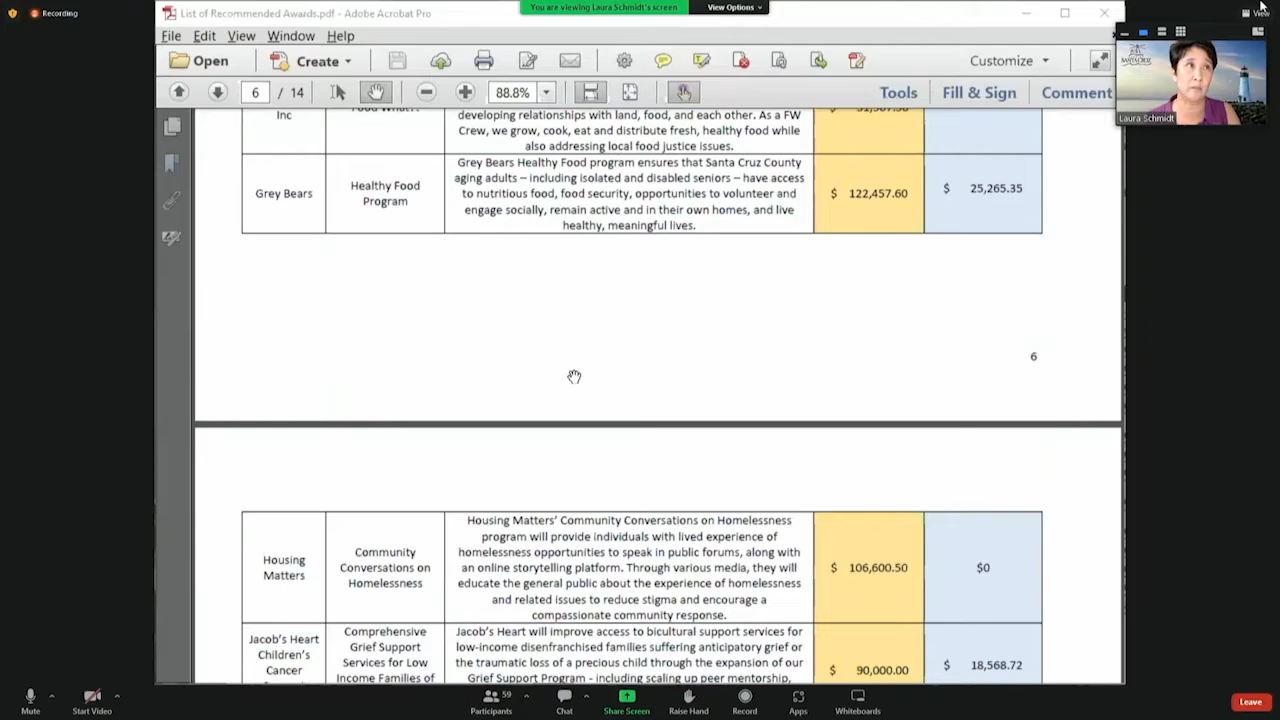 Recording
List of Recommended Awards.pdf - Adobe Acrobat Pro
You are viewing Laura Schmidt's screen
View Options
View
File Edit View Window Help
Open
Create
Customize
6 / 14
88.8%
Tools
Fill & Sign
Comment
SANTA CRUZ
Laura Schmidt
Inc
Food What?!
developing relationships with land, food, and each other. As a FW
Crew, we grow, cook, eat and distribute fresh, healthy food while
also addressing local food justice issues.
Grey Bears
Healthy Food
Program
Grey Bears Healthy Food program ensures that Santa Cruz County
aging adults – including isolated and disabled seniors – have access
to nutritious food, food security, opportunities to volunteer and
engage socially, remain active and in their own homes, and live
healthy, meaningful lives.
$ 122,457.60
$ 25,265.35
6
Housing
Matters
Community
Conversations on
Homelessness
Housing Matters' Community Conversations on Homelessness
program will provide individuals with lived experience of
homelessness opportunities to speak in public forums, along with
an online storytelling platform. Through various media, they will
educate the general public about the experience of homelessness
and related issues to reduce stigma and encourage a
compassionate community response.
$ 106,600.50
$0
Jacob's Heart
Children's
Cancer
Comprehensive
Grief Support
Services for Low
Income Families of
Jacob's Heart will improve access to bicultural support services for
low-income disenfranchised families suffering anticipatory grief or
the traumatic loss of a precious child through the expansion of our
Grief Support Program - including scaling up peer mentorship,
$ 90,000.00
$ 18,568.72
Mute
Start Video
59
Participants
Chat
Share Screen
Raise Hand
Record
Apps
Whiteboards
Leave